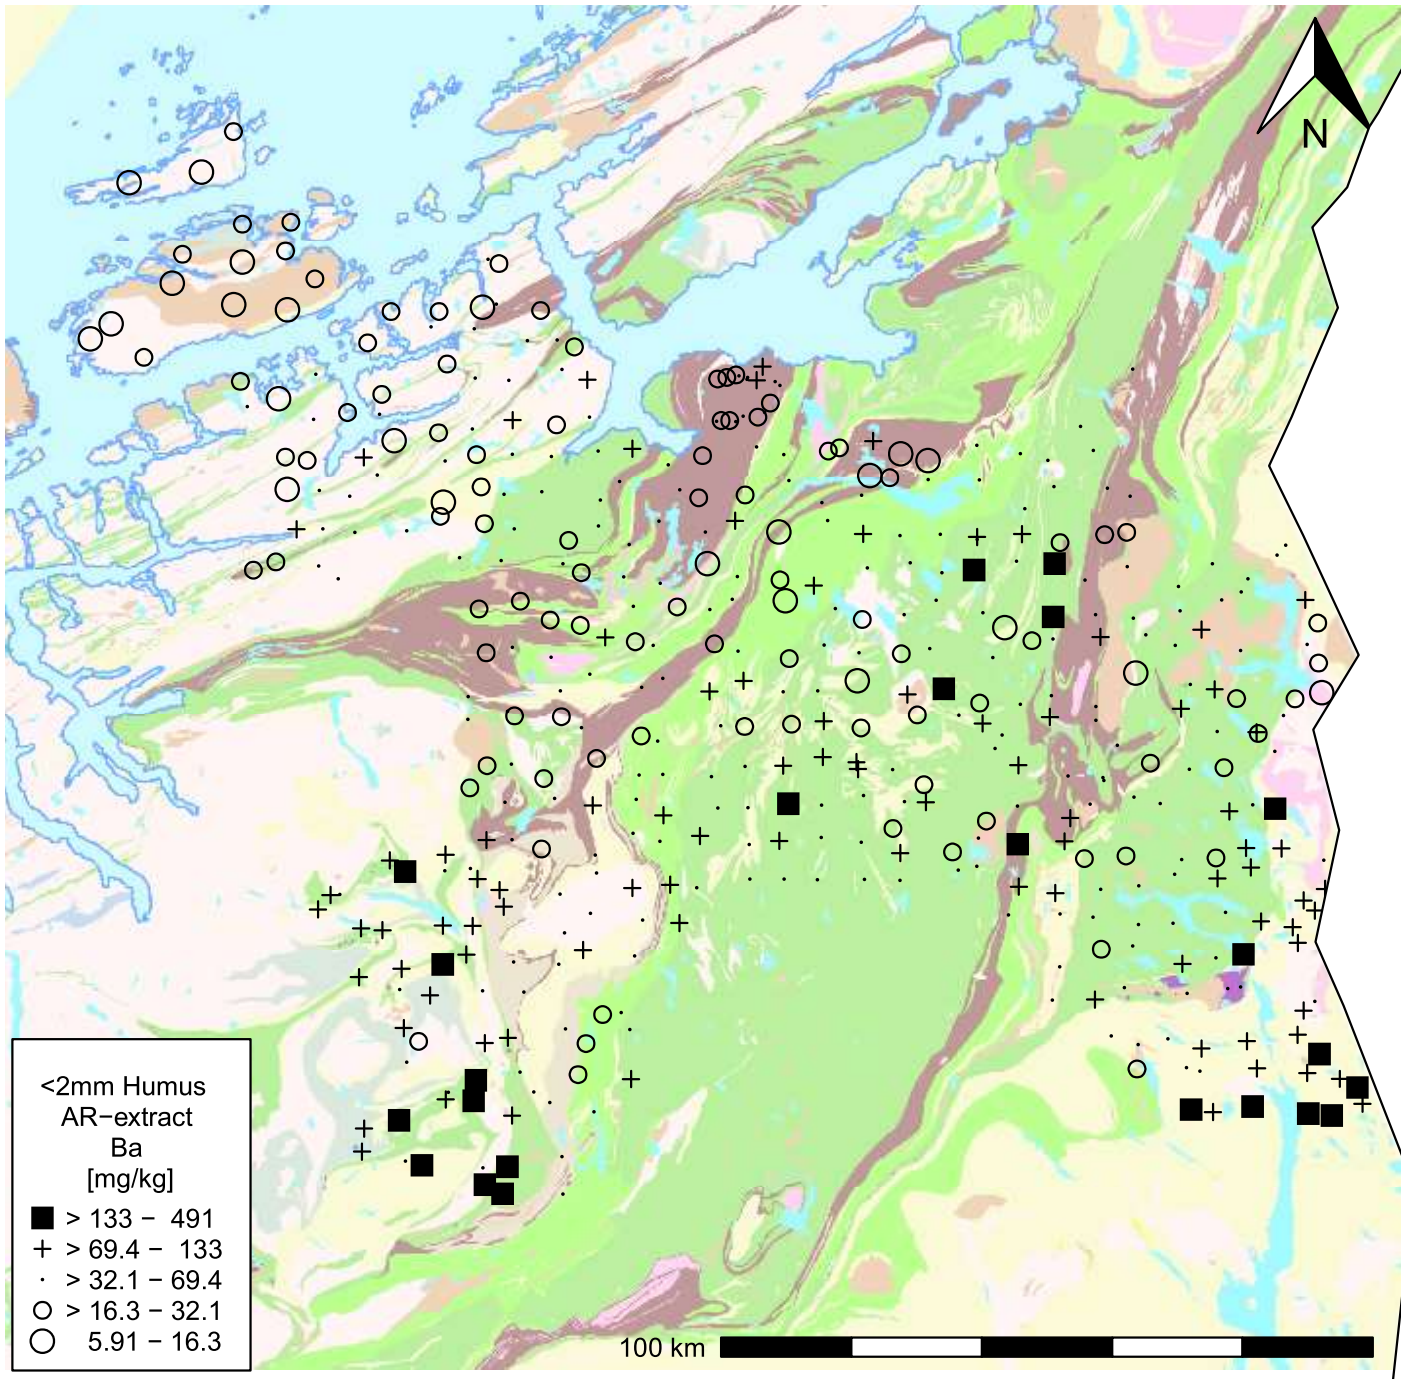 N
<2mm Humus
AR−extract
Ba
[mg/kg]
> 133 − 491
> 69.4 − 133
> 32.1 − 69.4
> 16.3 − 32.1
5.91 − 16.3
100 km